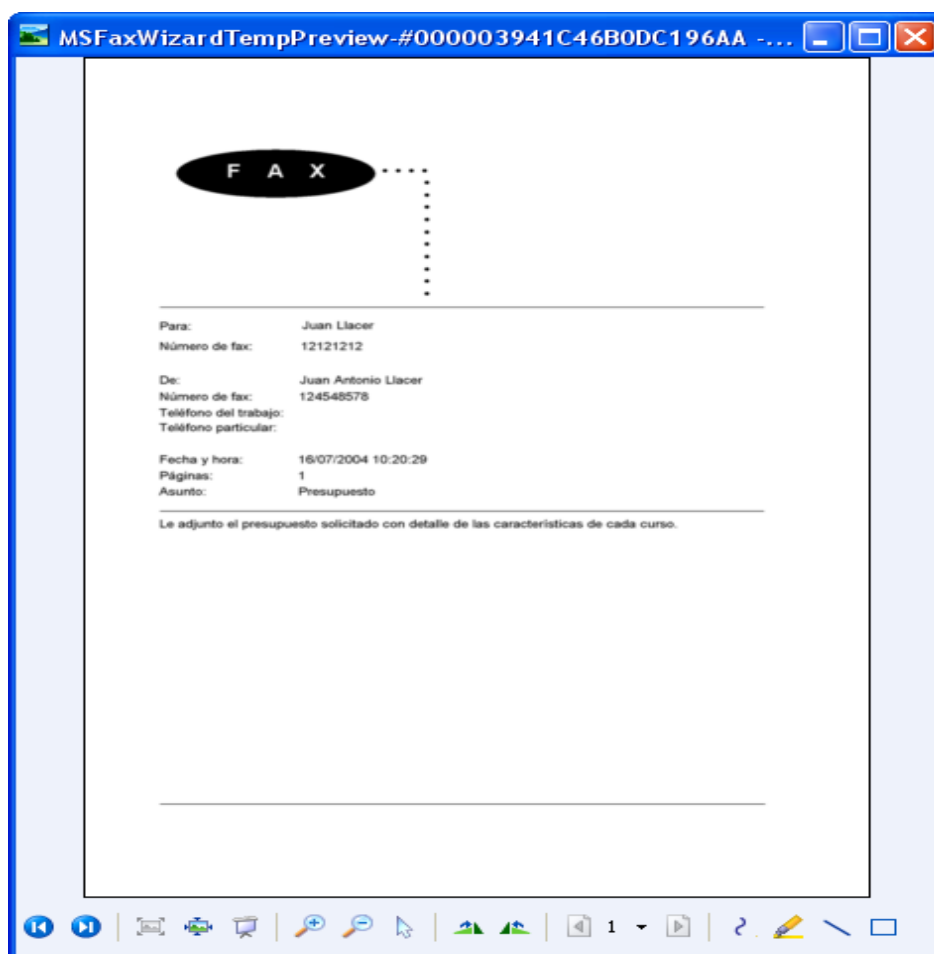 MSFaxWizardTempPreview-#000003941C46B0DC196AA -...
F A X
Para: Juan Llacer
Número de fax: 12121212
De: Juan Antonio Llacer
Número de fax: 124548578
Teléfono del trabajo:
Teléfono particular:
Fecha y hora: 16/07/2004 10:20:29
Páginas: 1
Asunto: Presupuesto
Le adjunto el presupuesto solicitado con detalle de las características de cada curso.
1